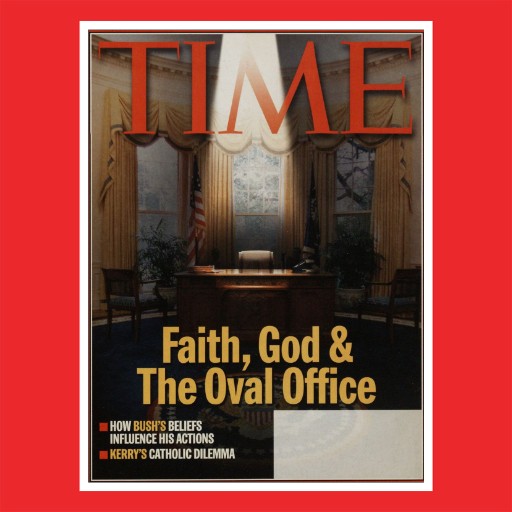 TIME
Faith, God &
The Oval Office
HOW BUSH'S BELIEFS
INFLUENCE HIS ACTIONS
KERRY'S CATHOLIC DILEMMA